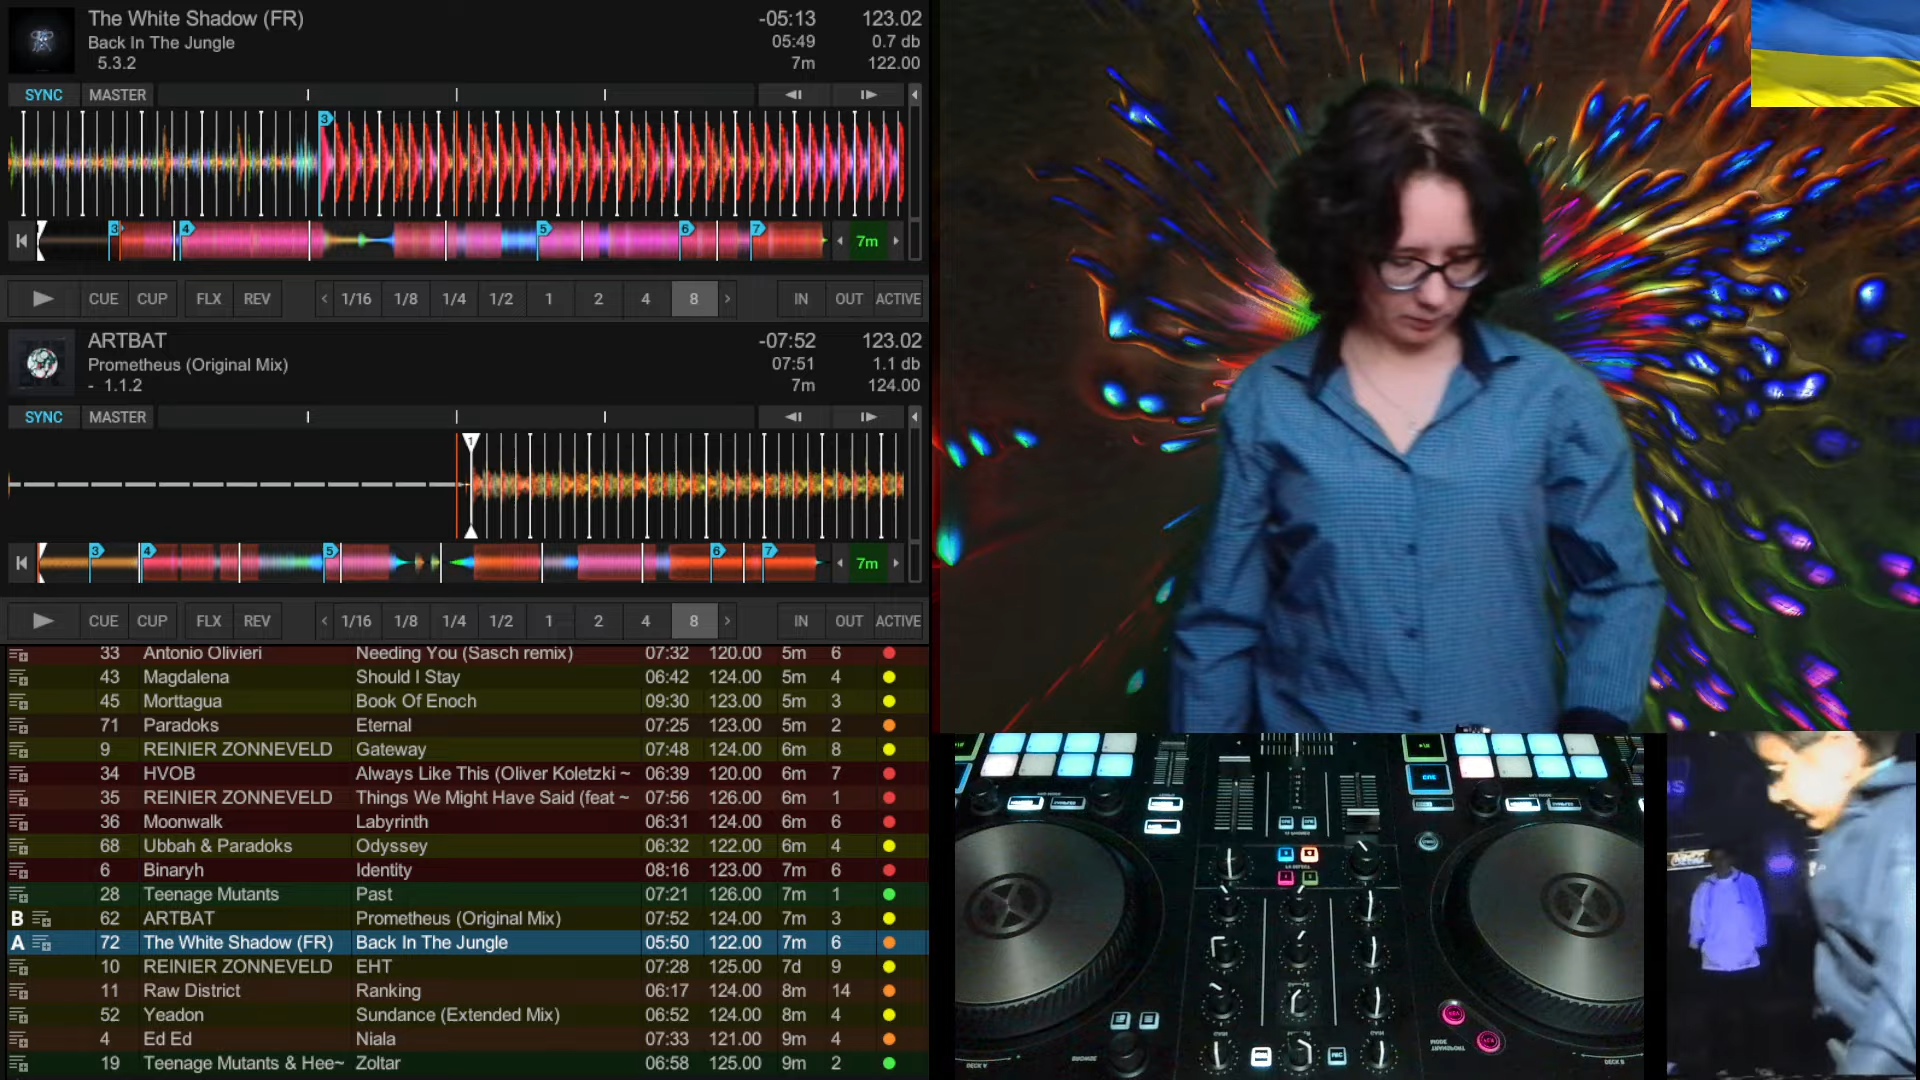 The White Shadow (FR) -05:13 123.02
Back In The Jungle 05:49 0.7 db
5.3.2 7m 122.00
SYNC MASTER
3
3 4 5 6 7 7m
CUE CUP FLX REV 1/16 1/8 1/4 1/2 1 2 4 8 IN OUT ACTIVE
ARTBAT -07:52 123.02
Prometheus (Original Mix) 07:51 1.1 db
- 1.1.2 7m 124.00
SYNC MASTER
1
3 4 5 6 7 7m
CUE CUP FLX REV 1/16 1/8 1/4 1/2 1 2 4 8 IN OUT ACTIVE
33 Antonio Olivieri Needing You (Sasch remix) 07:32 120.00 5m 6
43 Magdalena Should I Stay 06:42 124.00 5m 4
45 Morttagua Book Of Enoch 09:30 123.00 5m 3
71 Paradoks Eternal 07:25 123.00 5m 2
9 REINIER ZONNEVELD Gateway 07:48 124.00 6m 8
34 HVOB Always Like This (Oliver Koletzki ~ 06:39 120.00 6m 7
35 REINIER ZONNEVELD Things We Might Have Said (feat ~ 07:56 126.00 6m 1
36 Moonwalk Labyrinth 06:31 124.00 6m 6
68 Ubbah & Paradoks Odyssey 06:32 122.00 6m 4
6 Binaryh Identity 08:16 123.00 7m 6
28 Teenage Mutants Past 07:21 126.00 7m 1
B 62 ARTBAT Prometheus (Original Mix) 07:52 124.00 7m 3
A 72 The White Shadow (FR) Back In The Jungle 05:50 122.00 7m 6
10 REINIER ZONNEVELD EHT 07:28 125.00 7d 9
11 Raw District Ranking 06:17 124.00 8m 14
52 Yeadon Sundance (Extended Mix) 06:52 124.00 8m 4
4 Ed Ed Niala 07:33 121.00 9m 4
19 Teenage Mutants & Hee~ Zoltar 06:58 125.00 9m 2